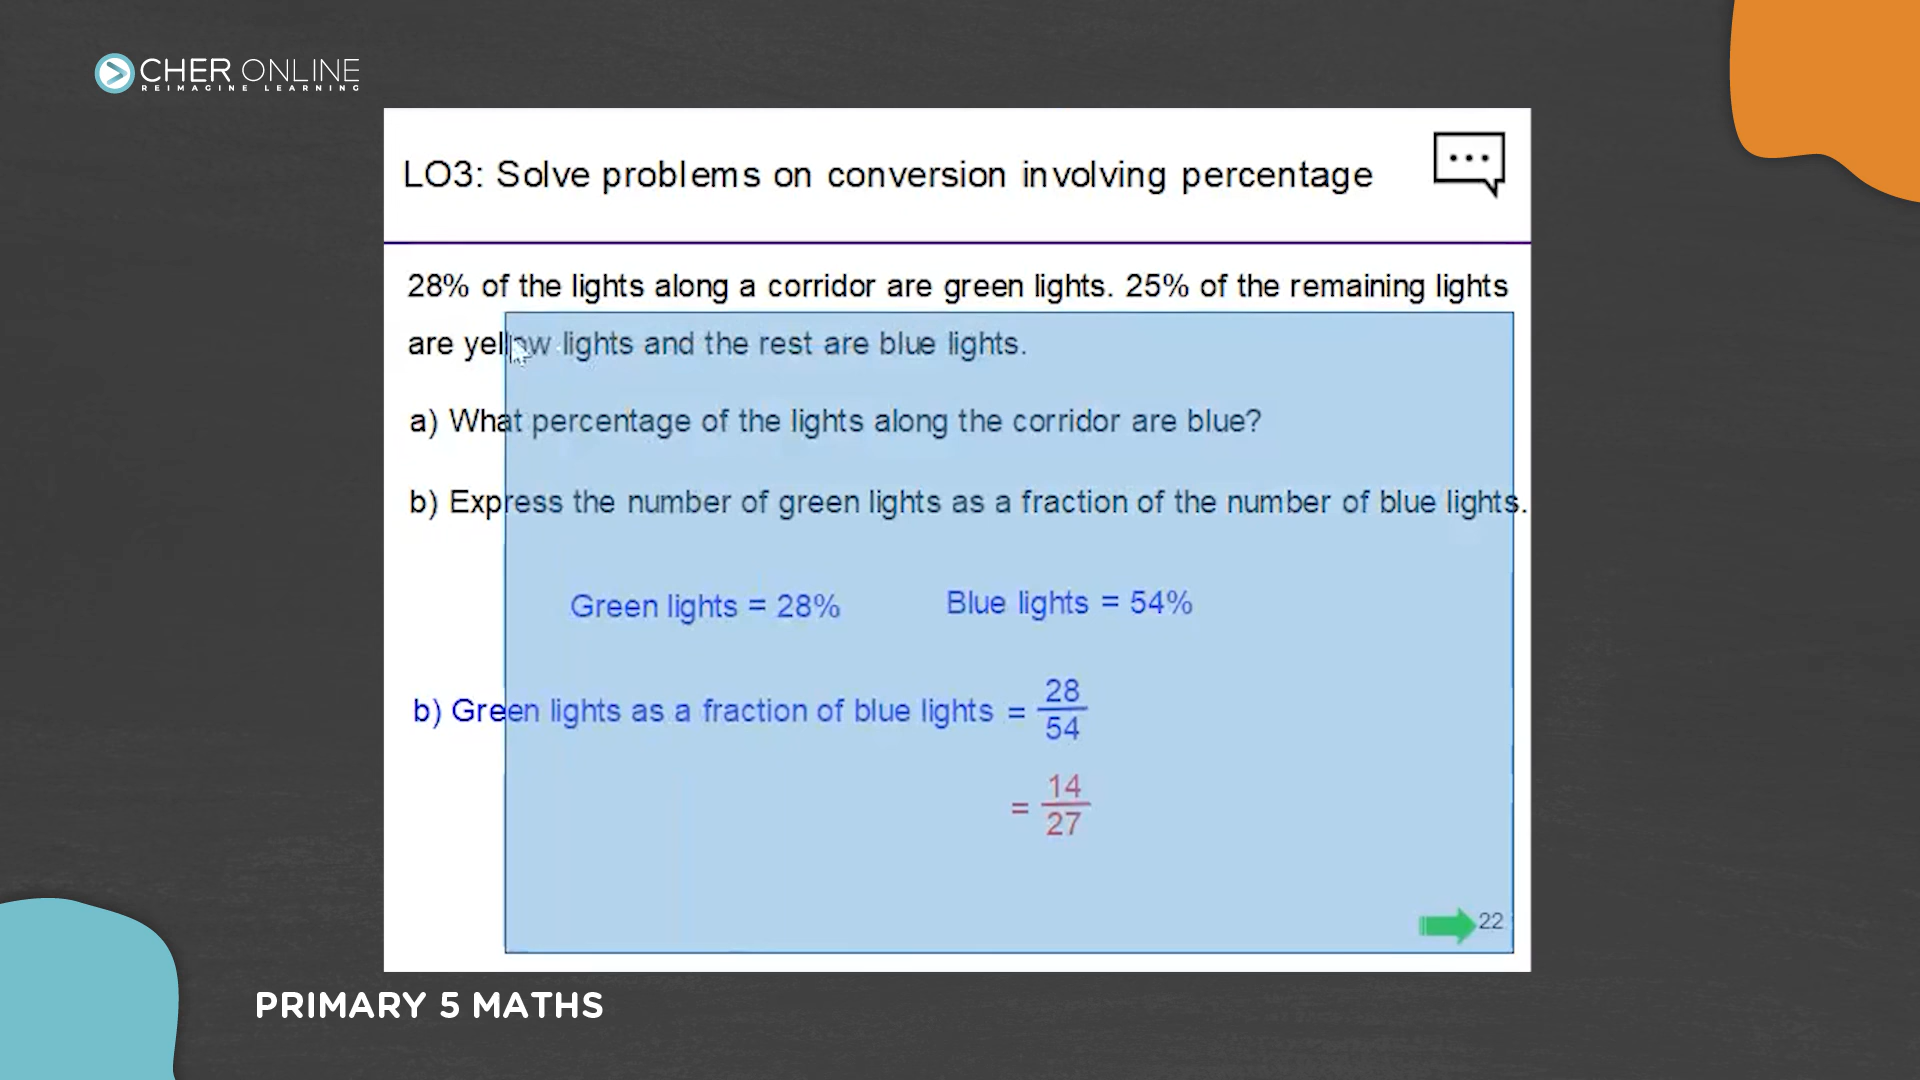 CHER ONLINE
REIMAGINE LEARNING
LO3: Solve problems on conversion involving percentage
28% of the lights along a corridor are green lights. 25% of the remaining lights
are yellow lights and the rest are blue lights.
a) What percentage of the lights along the corridor are blue?
b) Express the number of green lights as a fraction of the number of blue lights.
Green lights = 28% Blue lights = 54%
b) Green lights as a fraction of blue lights = 28/54
= 14/27
22
PRIMARY 5 MATHS